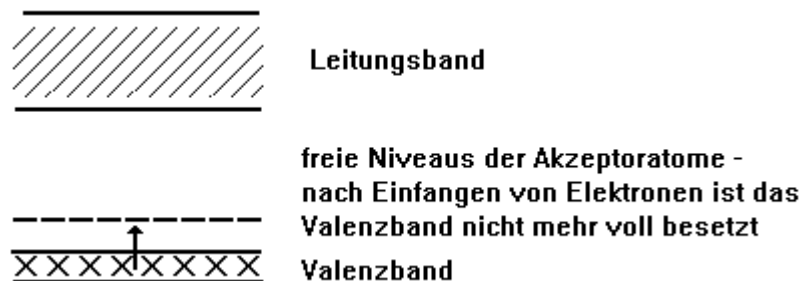 Leitungsband
freie Niveaus der Akzeptoratome -
nach Einfangen von Elektronen ist das
Valenzband nicht mehr voll besetzt
Valenzband